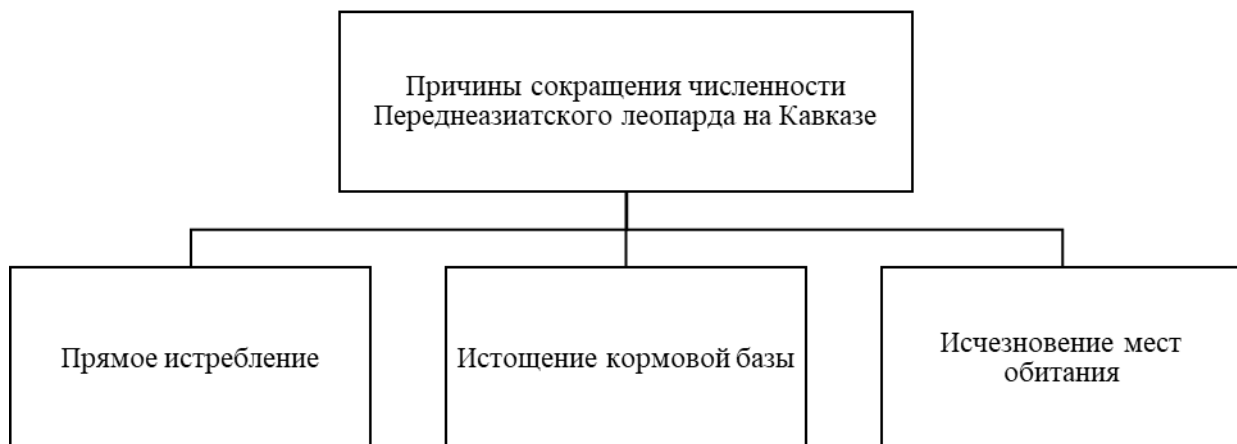 Причины сокращения численности
Переднеазиатского леопарда на Кавказе
Прямое истребление
Истощение кормовой базы
Исчезновение мест
обитания